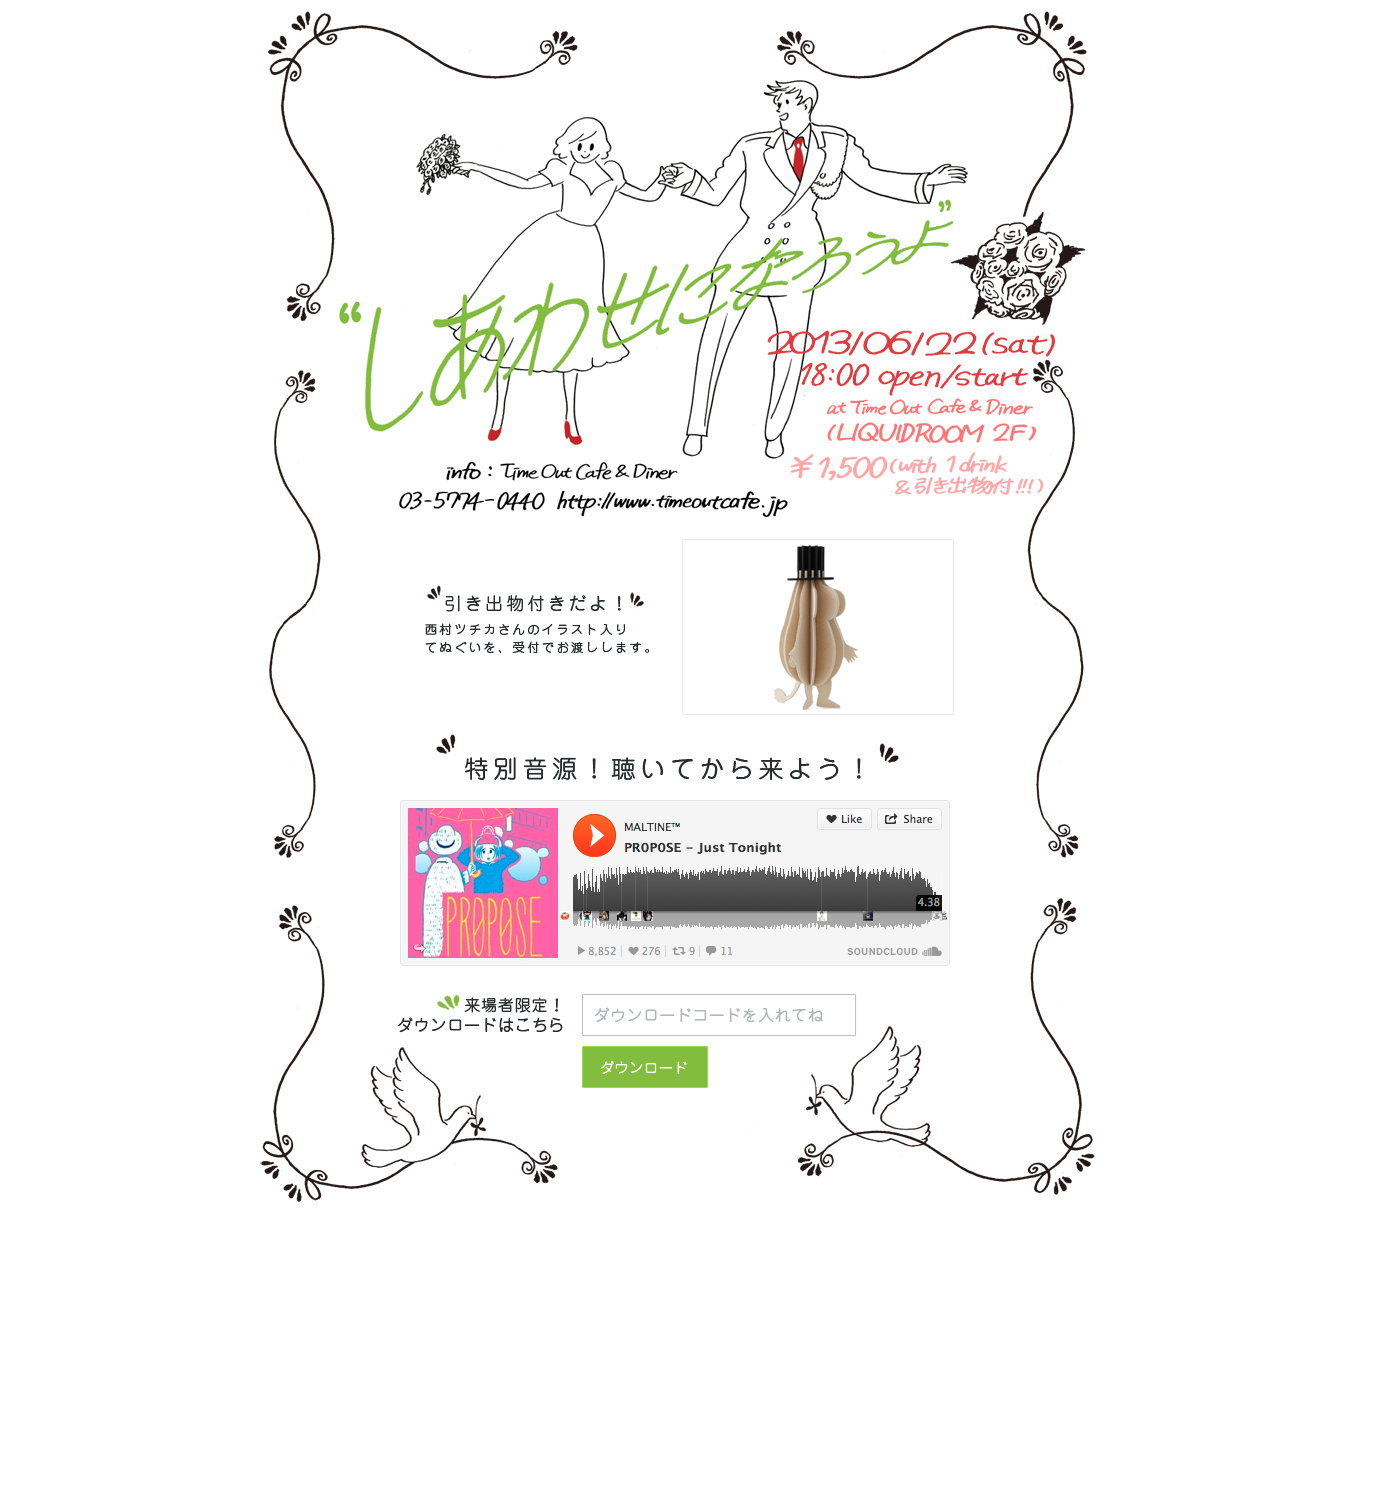 “しあわせになろうよ”
2013/06/22(sat)
18:00 open/start
at Time Out Cafe & Diner
(LIQUIDROOM 2F)
¥1,500(with 1 drink
&引き出物付!!!)
info : Time Out Cafe & Diner
03-5774-0440 http://www.timeoutcafe.jp
引き出物付きだよ！
西村ツチカさんのイラスト入り
てぬぐいを、受付でお渡しします。
特別音源！聴いてから来よう！
PR0P0SE
MALTINE™
Like
Share
PR0P0SE – Just Tonight
4.38
8,852
276
9
11
SOUNDCLOUD
来場者限定！
ダウンロードはこちら
ダウンロードコードを入れてね
ダウンロード